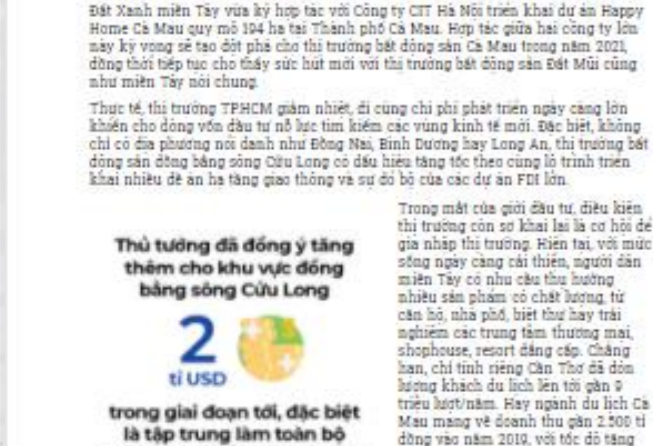 Đất Xanh miền Tây vừa ký hợp tác với Công ty CIT Hà Nội triển khai dự án Happy
Home Cà Mau quy mô 194 ha tại Thành phố Cà Mau. Hợp tác giữa hai công ty lớn
này kỳ vọng sẽ tạo đột phá cho thị trường bất động sản Cà Mau trong năm 2021,
đồng thời tiếp tục cho thấy sức hút mới với thị trường bất động sản Đất Mũi cũng
như miền Tây nói chung.
Thực tế, thị trường TPHCM giảm nhiệt, đi cùng chi phí phát triển ngày càng lớn
khiến cho dòng vốn đầu tư nỗ lực tìm kiếm các vùng kinh tế mới. Đặc biệt, không
chỉ có địa phương nổi danh như Đồng Nai, Bình Dương hay Long An, thị trường bất
động sản đồng bằng sông Cửu Long có dấu hiệu tăng tốc theo cùng lộ trình triển
khai nhiều đề án hạ tầng giao thông và sự đổ bộ của các dự án FDI lớn.
Thủ tướng đã đồng ý tăng
thêm cho khu vực đồng
bằng sông Cửu Long
2
tỉ USD
trong giai đoạn tới, đặc biệt
là tập trung làm toàn bộ
Trong mắt của giới đầu tư, điều kiện
thị trường còn sơ khai lại là cơ hội để
gia nhập thị trường. Hiện tại, với mức
sống ngày càng cải thiện, người dân
miền Tây có nhu cầu thụ hưởng
nhiều sản phẩm có chất lượng, từ
căn hộ, nhà phố, biệt thự hay trải
nghiệm các trung tâm thương mại,
shophouse, resort đẳng cấp. Chẳng
hạn, chỉ tính riêng Cần Thơ đã đón
lượng khách du lịch lên tới gần 9
triệu lượt/năm. Hay ngành du lịch Cà
Mau mang về doanh thu gần 2.500 tỉ
đồng vào năm 2019, với tốc độ tăng